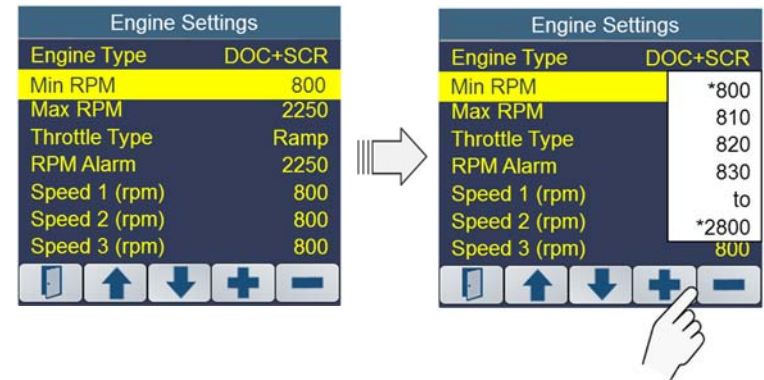 Engine Settings
Engine Type DOC+SCR
Min RPM 800
Max RPM 2250
Throttle Type Ramp
RPM Alarm 2250
Speed 1 (rpm) 800
Speed 2 (rpm) 800
Speed 3 (rpm) 800
Engine Settings
Engine Type DOC+SCR
Min RPM
Max RPM
Throttle Type
RPM Alarm
Speed 1 (rpm)
Speed 2 (rpm)
Speed 3 (rpm) 800
*800
810
820
830
to
*2800